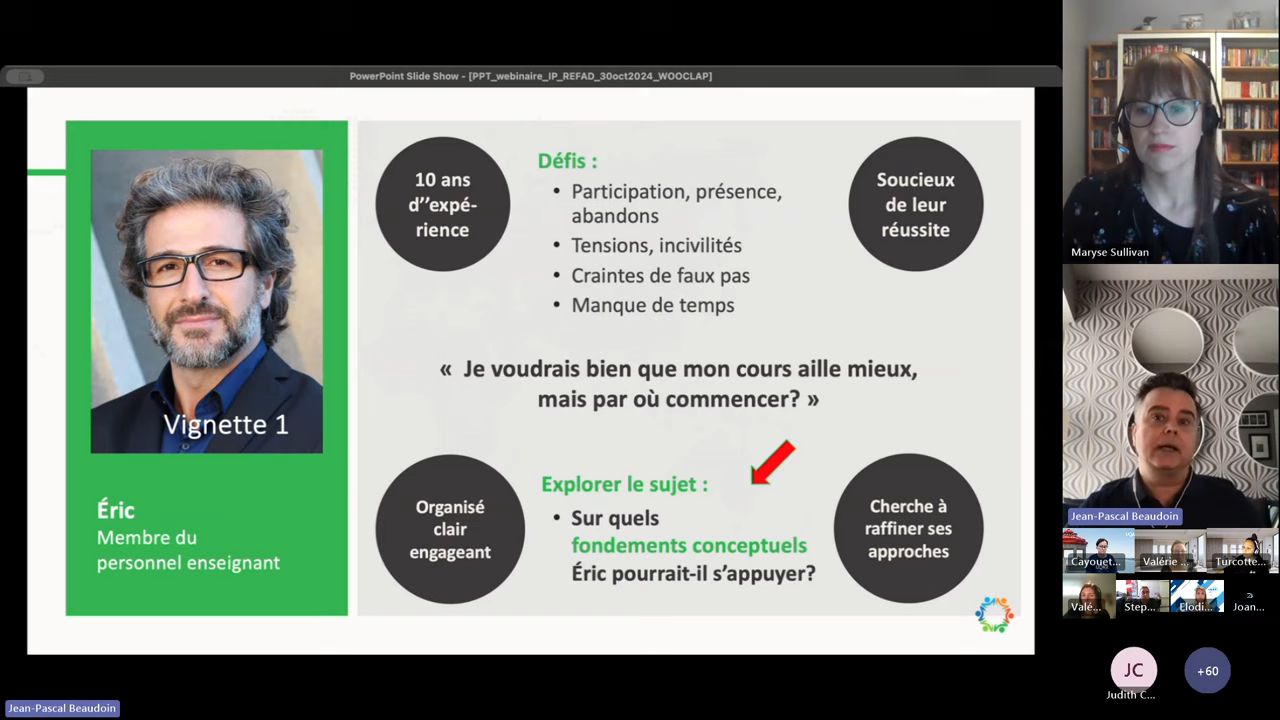 PowerPoint Slide Show - [PPT_webinaire_IP_REFAD_30oct2024_WOOCLAP]
Vignette 1
Éric
Membre du
personnel enseignant
10 ans
d’’expé-
rience
Défis :
• Participation, présence,
abandons
• Tensions, incivilités
• Craintes de faux pas
• Manque de temps
Soucieux
de leur
réussite
« Je voudrais bien que mon cours aille mieux,
mais par où commencer? »
Organisé
clair
engageant
Explorer le sujet :
• Sur quels
fondements conceptuels
Éric pourrait-il s’appuyer?
Cherche à
raffiner ses
approches
Maryse Sullivan
Jean-Pascal Beaudoin
Cayouet...
Valérie ...
Turcotte...
Valé...
Step...
Elodi...
Joan...
JC
+60
Judith C...
Jean-Pascal Beaudoin